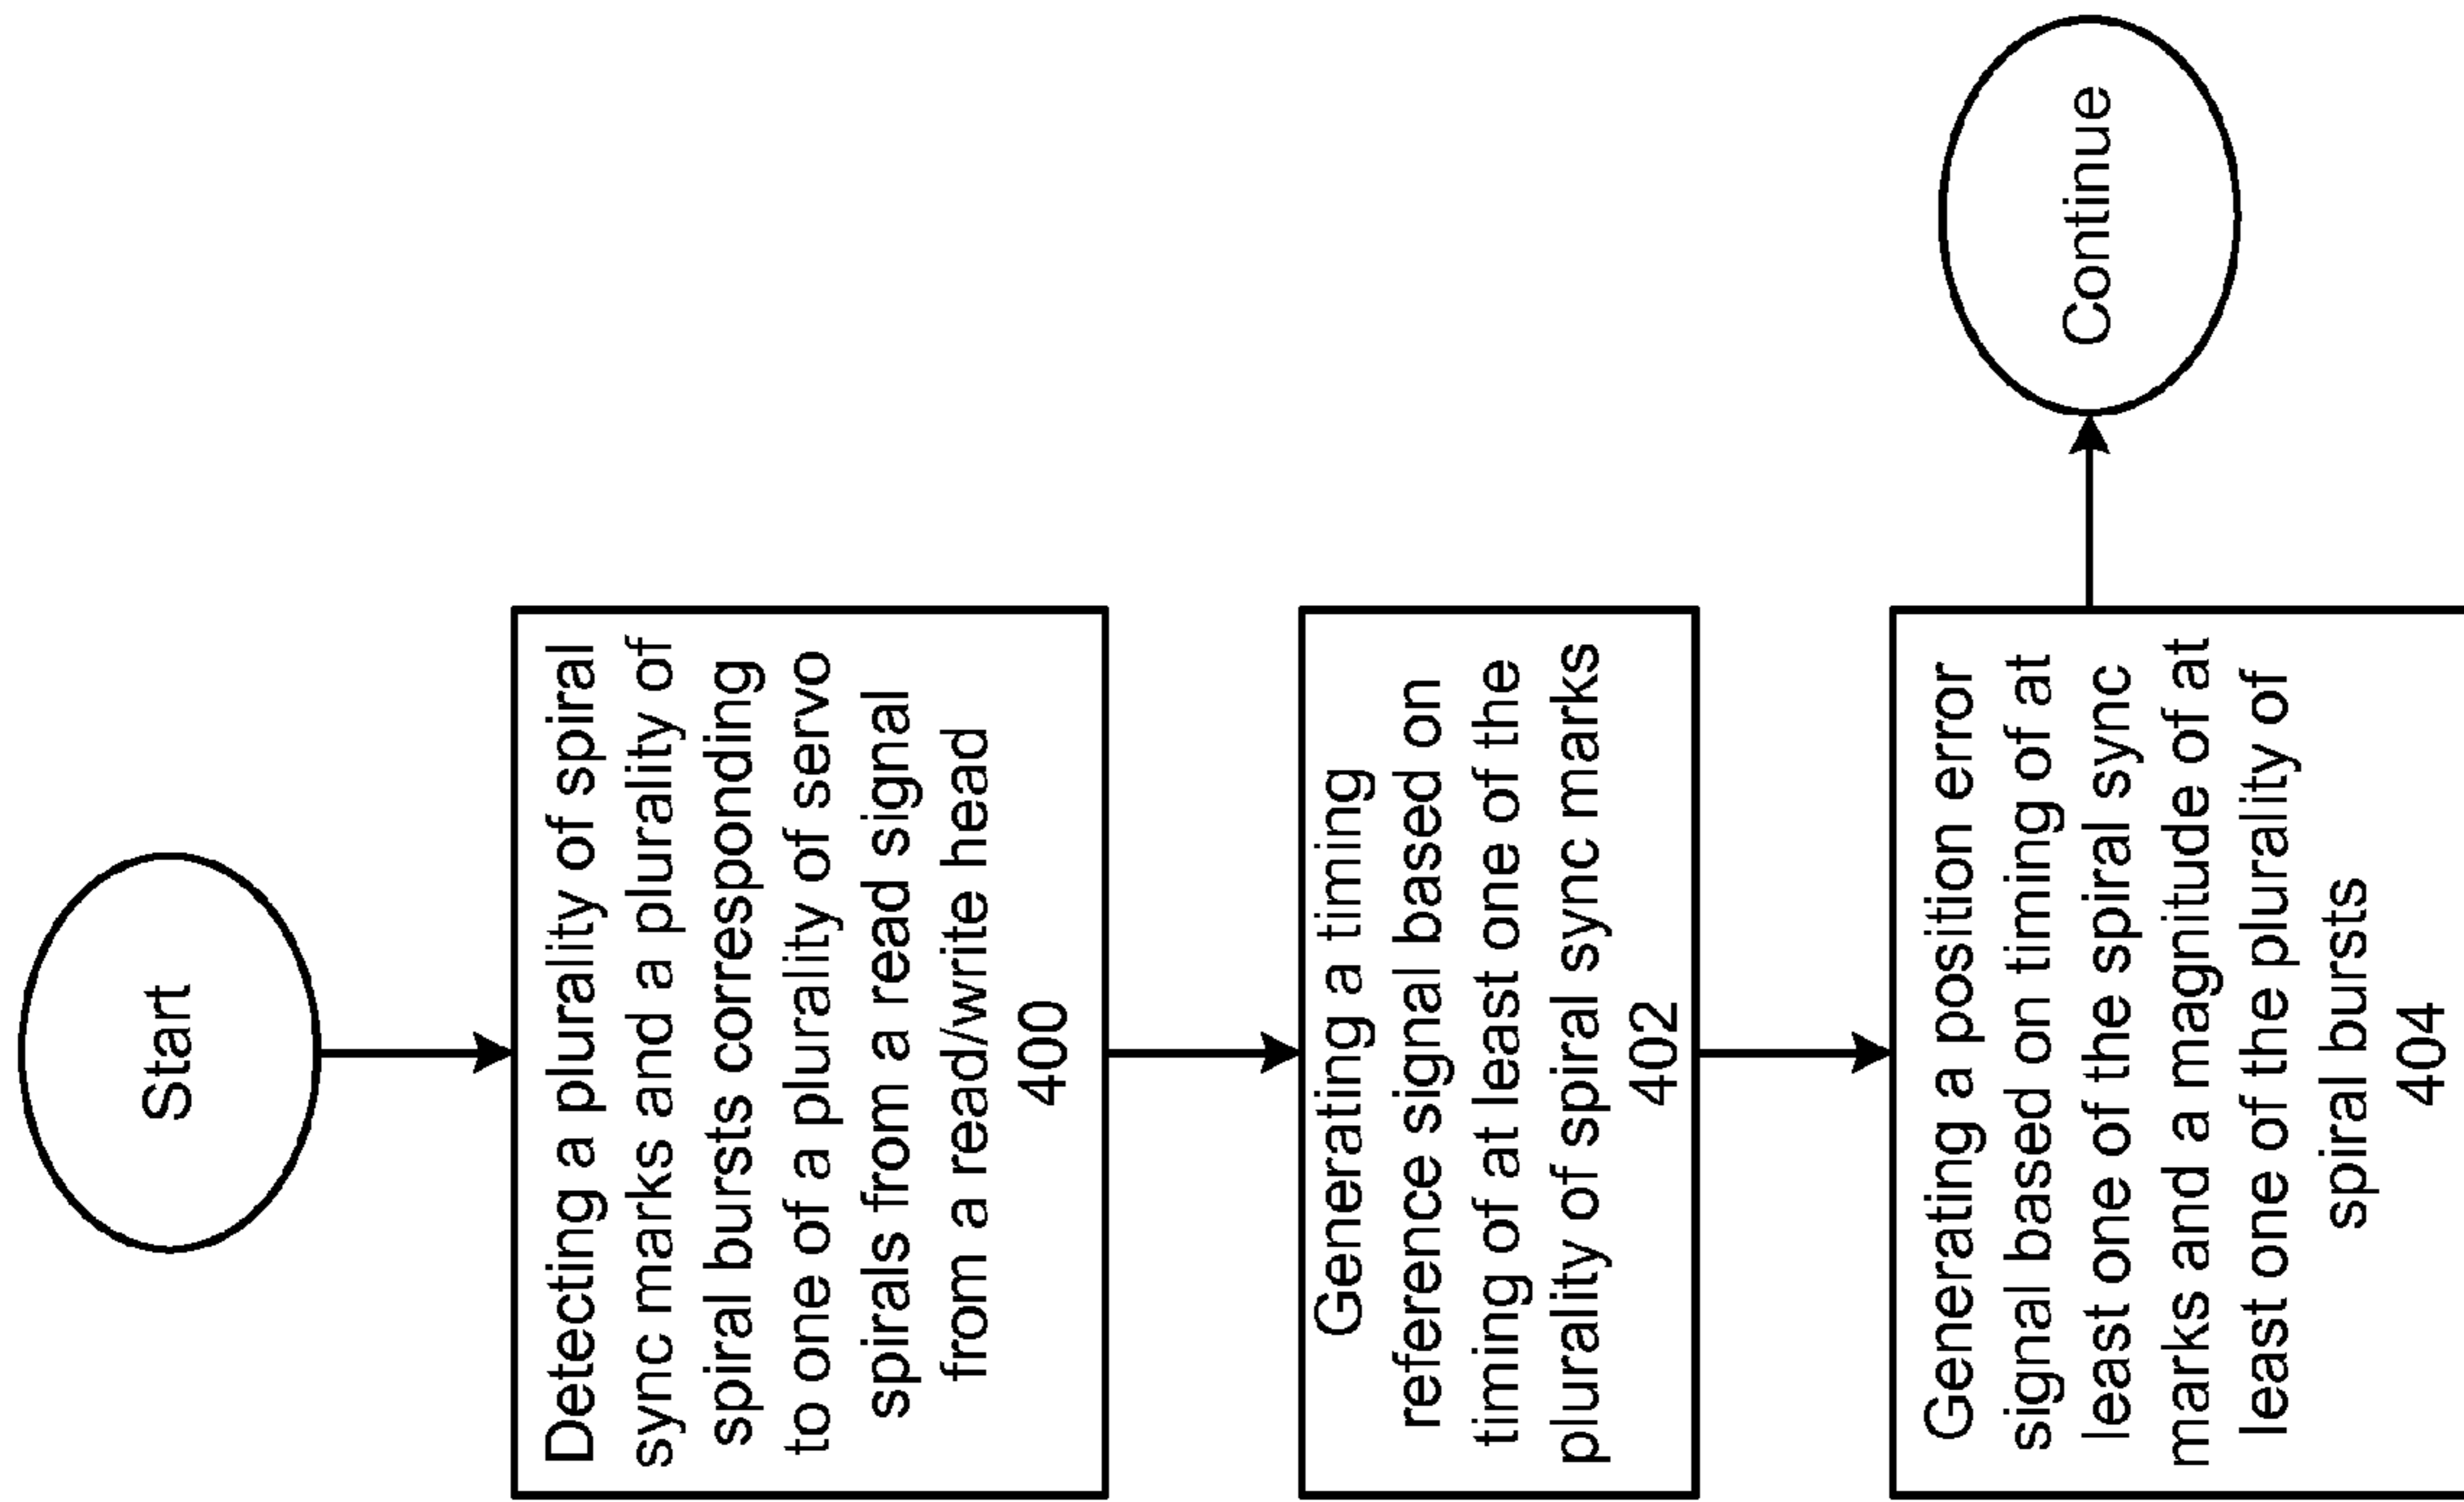 Start
Detecting a plurality of spiral
sync marks and a plurality of
spiral bursts corresponding
to one of a plurality of servo
spirals from a read signal
from a read/write head
400
Generating a timing
reference signal based on
timing of at least one of the
plurality of spiral sync marks
402
Generating a position error
signal based on timing of at
least one of the spiral sync
marks and a magnitude of at
least one of the plurality of
spiral bursts
404
Continue